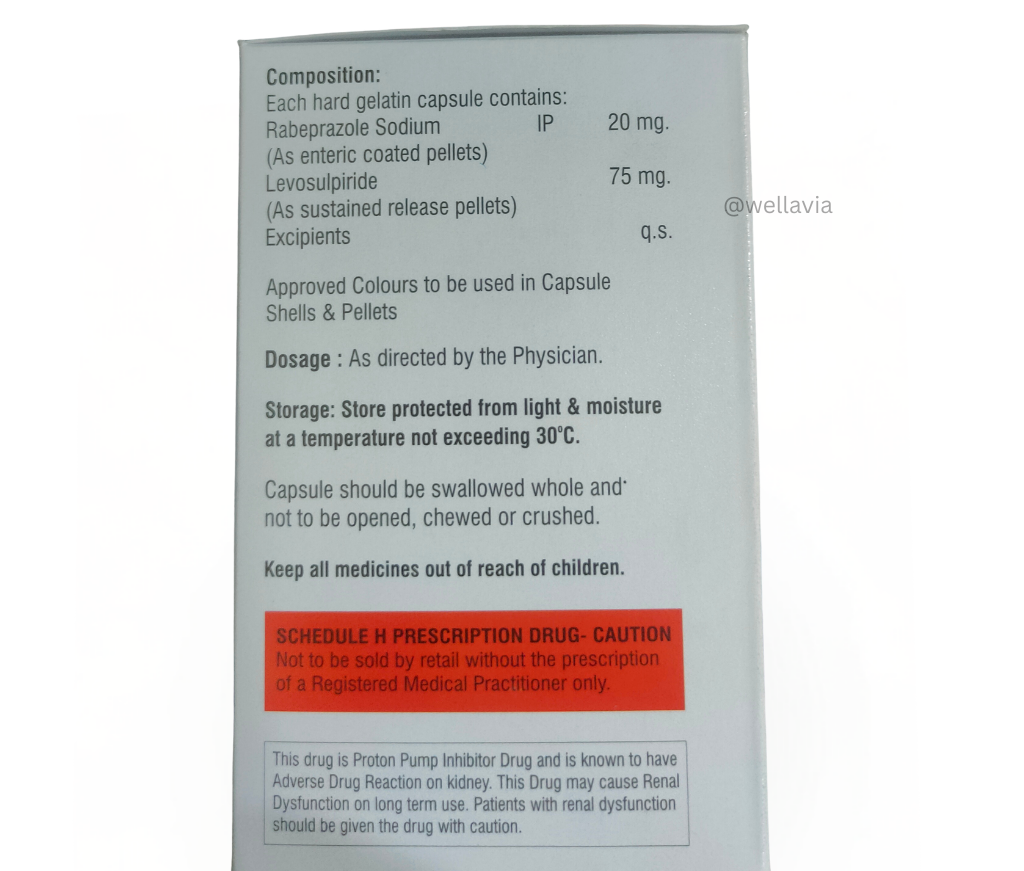 Composition:
Each hard gelatin capsule contains:
Rabeprazole Sodium IP 20 mg.
(As enteric coated pellets)
Levosulpiride 75 mg.
(As sustained release pellets)
Excipients q.s.
Approved Colours to be used in Capsule
Shells & Pellets
Dosage : As directed by the Physician.
Storage: Store protected from light & moisture
at a temperature not exceeding 30°C.
Capsule should be swallowed whole and
not to be opened, chewed or crushed.
Keep all medicines out of reach of children.
SCHEDULE H PRESCRIPTION DRUG- CAUTION
Not to be sold by retail without the prescription
of a Registered Medical Practitioner only.
This drug is Proton Pump Inhibitor Drug and is known to have
Adverse Drug Reaction on kidney. This Drug may cause Renal
Dysfunction on long term use. Patients with renal dysfunction
should be given the drug with caution.
@wellavia